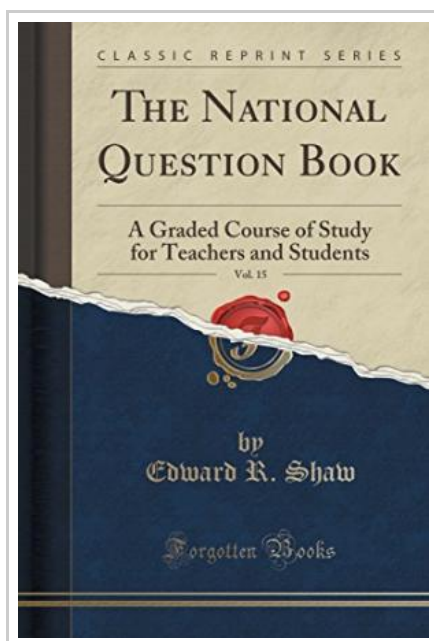 CLASSIC REPRINT SERIES
THE NATIONAL
QUESTION BOOK
A Graded Course of Study
for Teachers and Students
Vol. 15
by
Edward R. Shaw
Forgotten Books